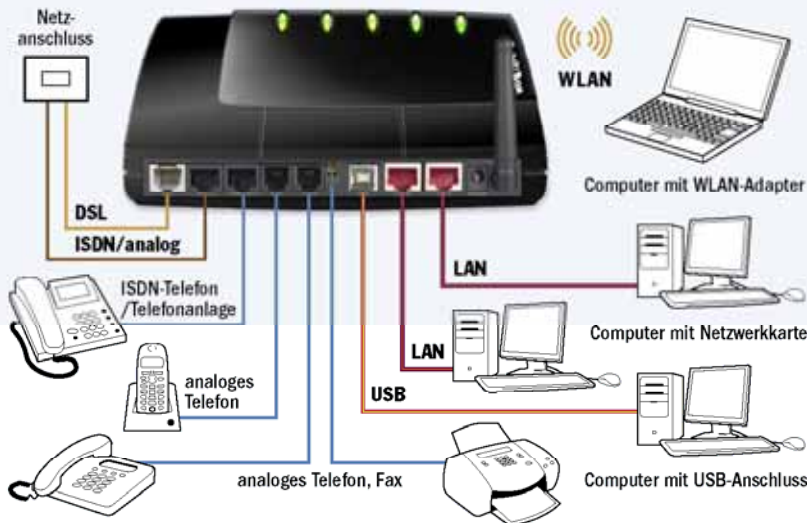 Netz-
anschluss
WLAN
Computer mit WLAN-Adapter
DSL
ISDN/analog
ISDN-Telefon
/Telefonanlage
LAN
Computer mit Netzwerkkarte
LAN
analoges
Telefon
USB
analoges Telefon, Fax
Computer mit USB-Anschluss